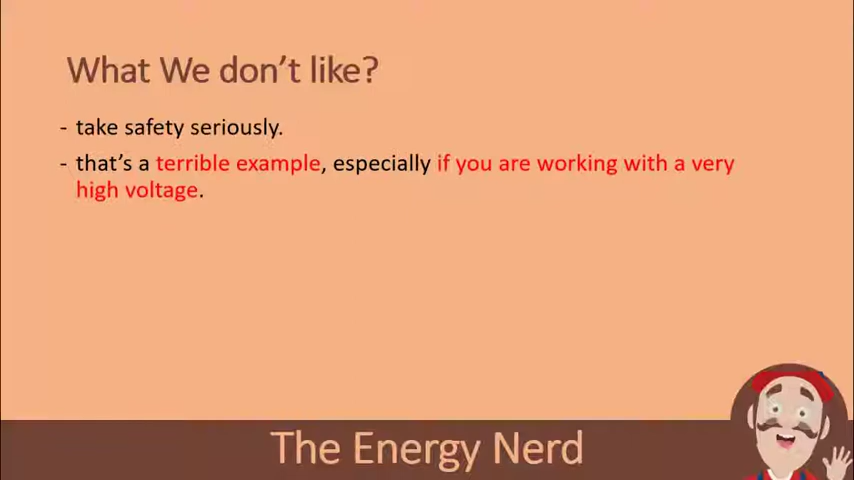 What We don't like?
- take safety seriously.
- that's a terrible example, especially if you are working with a very
high voltage.
The Energy Nerd